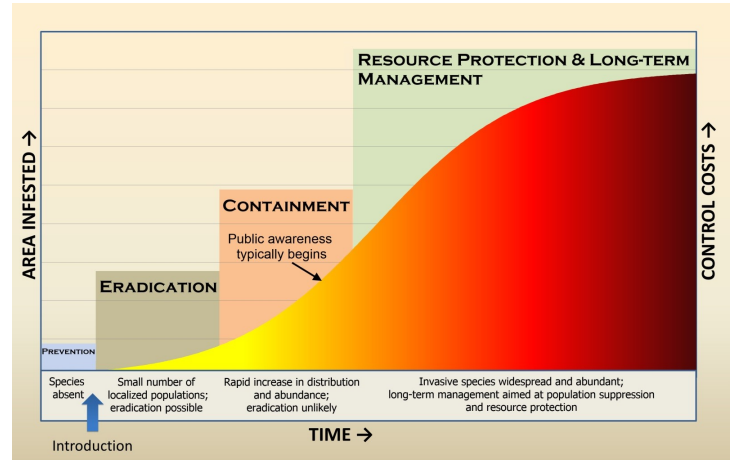 RESOURCE PROTECTION & LONG-TERM
MANAGEMENT
CONTAINMENT
Public awareness
typically begins
ERADICATION
PREVENTION
AREA INFESTED →
CONTROL COSTS →
Species
absent
Small number of
localized populations;
eradication possible
Rapid increase in distribution
and abundance;
eradication unlikely
Invasive species widespread and abundant;
long-term management aimed at population suppression
and resource protection
Introduction
TIME →